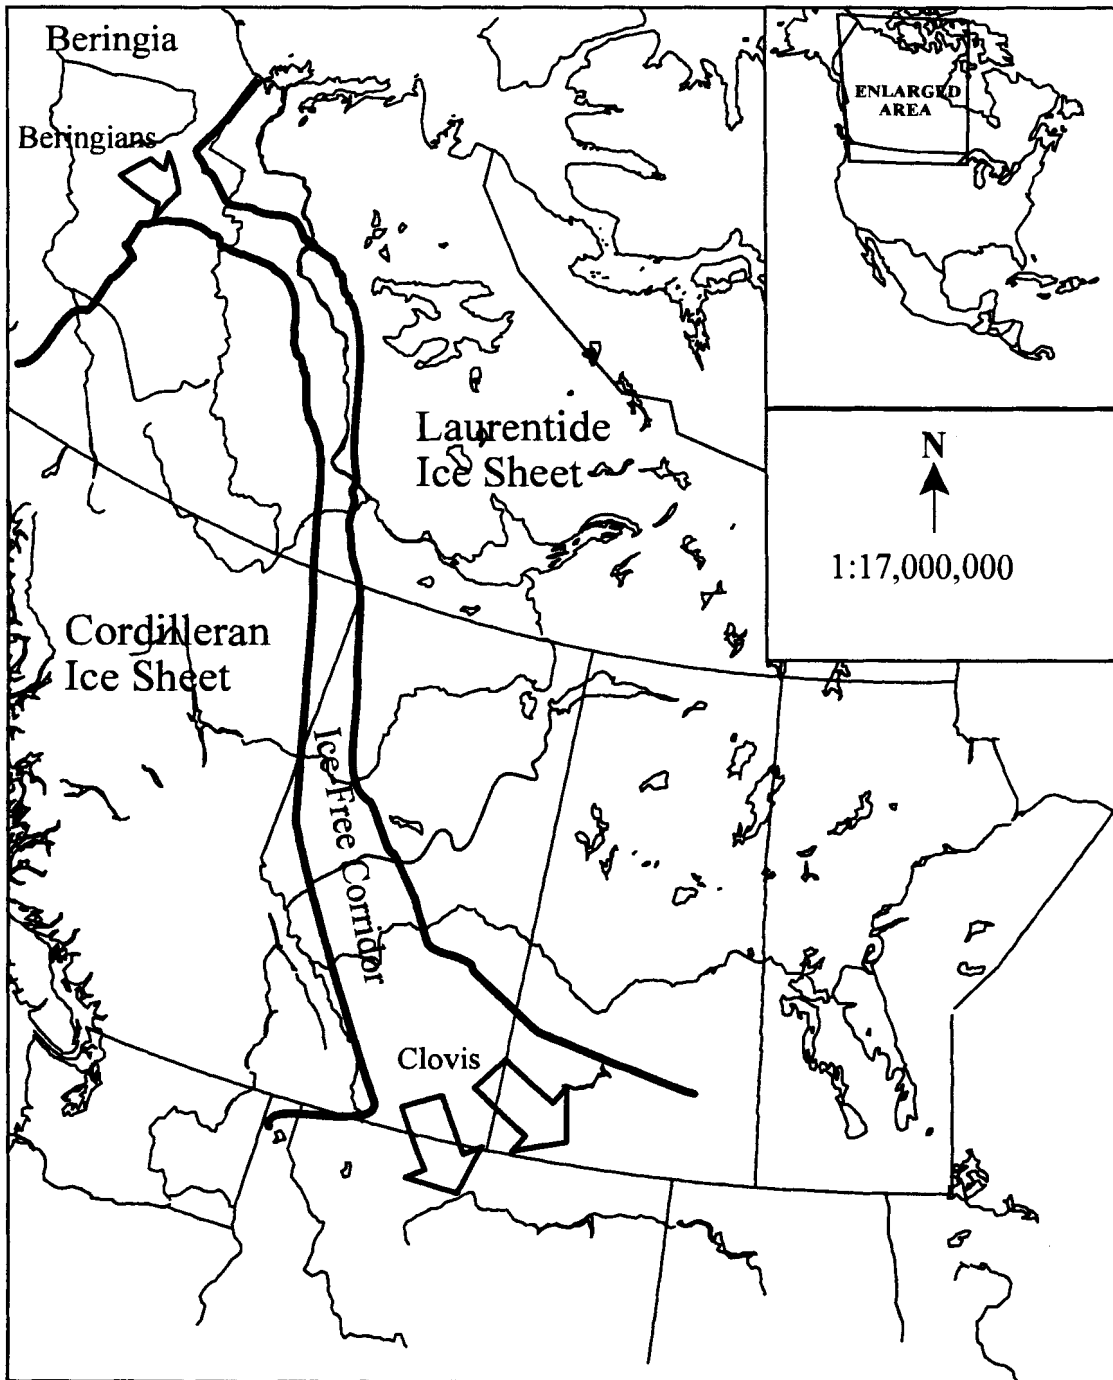 Beringia
Beringians
ENLARGED
AREA
Laurentide
Ice Sheet
N
1:17,000,000
Cordilleran
Ice Sheet
Ice-Free Corridor
Clovis